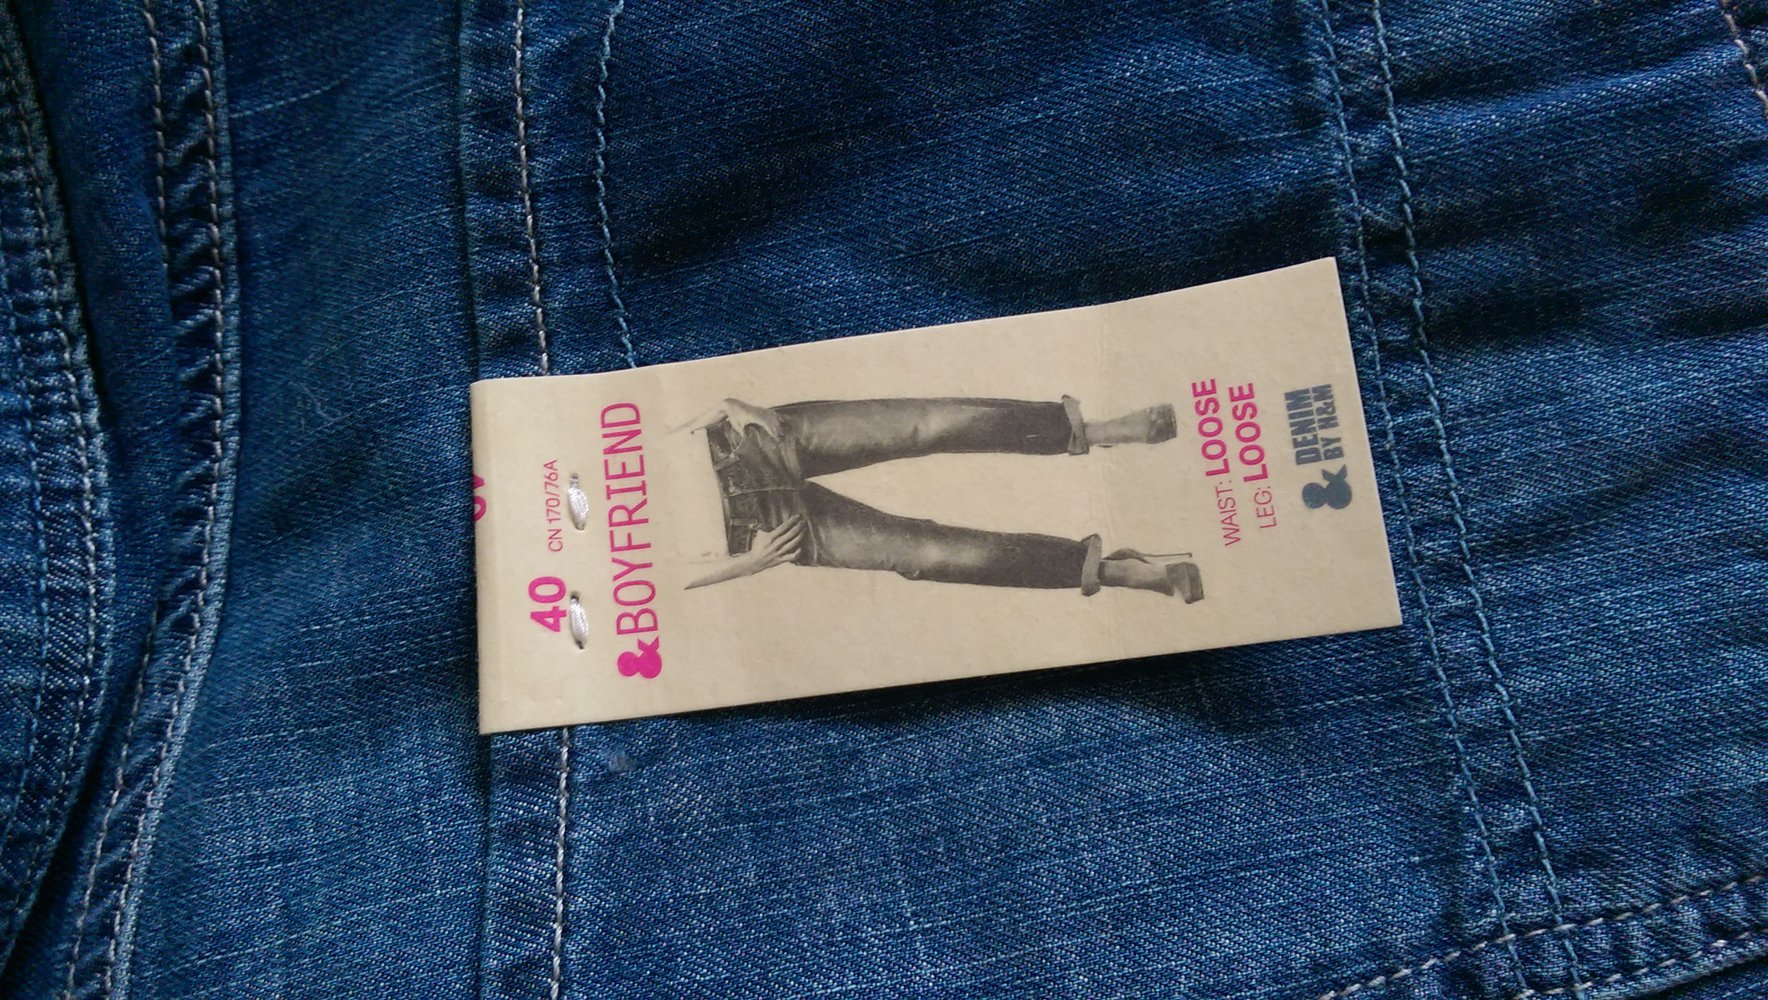 40 CN 170/76A
&BOYFRIEND
WAIST: LOOSE
LEG: LOOSE
& DENIM
BY H&M